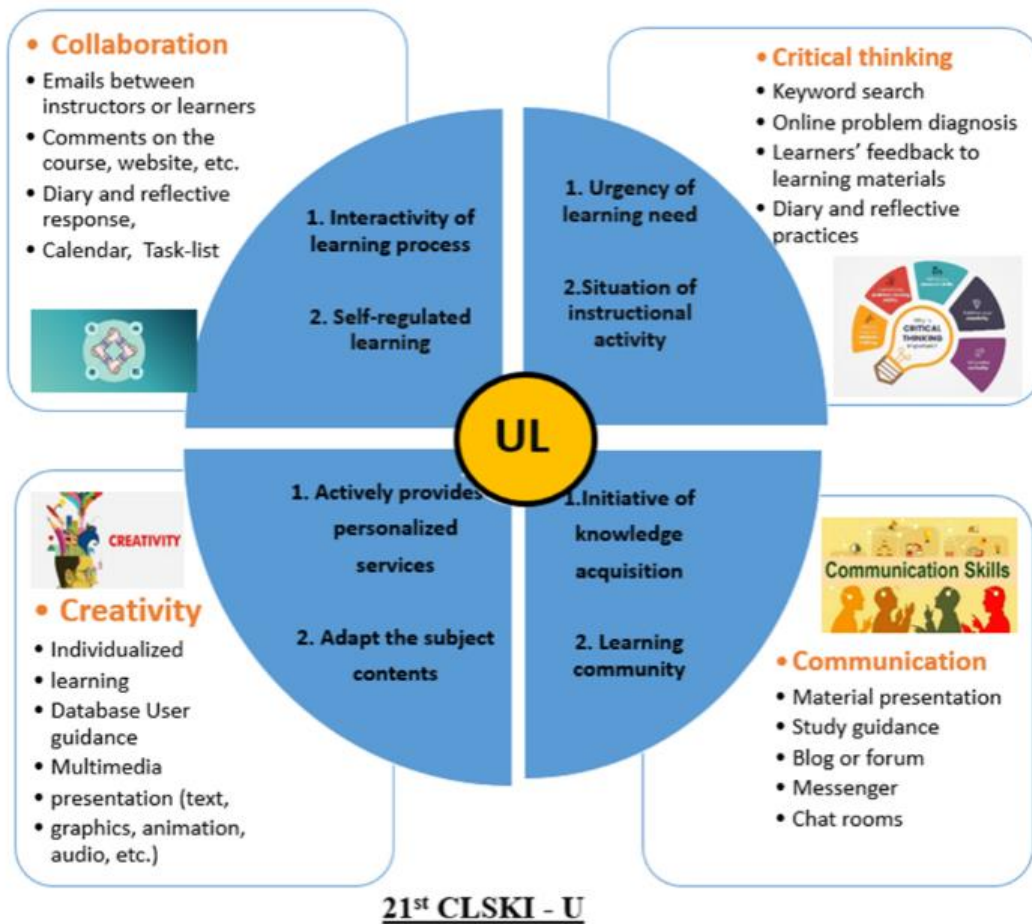 • Collaboration
• Emails between
instructors or learners
• Comments on the
course, website, etc.
• Diary and reflective
response,
• Calendar, Task-list
• Critical thinking
• Keyword search
• Online problem diagnosis
• Learners' feedback to
learning materials
• Diary and reflective
practices
CRITICAL
THINKING
1. Interactivity of
learning process
2. Self-regulated
learning
1. Urgency of
learning need
2.Situation of
instructional
activity
UL
1. Actively provides
personalized
services
2. Adapt the subject
contents
1.Initiative of
knowledge
acquisition
2. Learning
community
CREATIVITY
• Creativity
• Individualized
• learning
• Database User
guidance
• Multimedia
• presentation (text,
• graphics, animation,
audio, etc.)
Communication Skills
• Communication
• Material presentation
• Study guidance
• Blog or forum
• Messenger
• Chat rooms
21st CLSKI - U